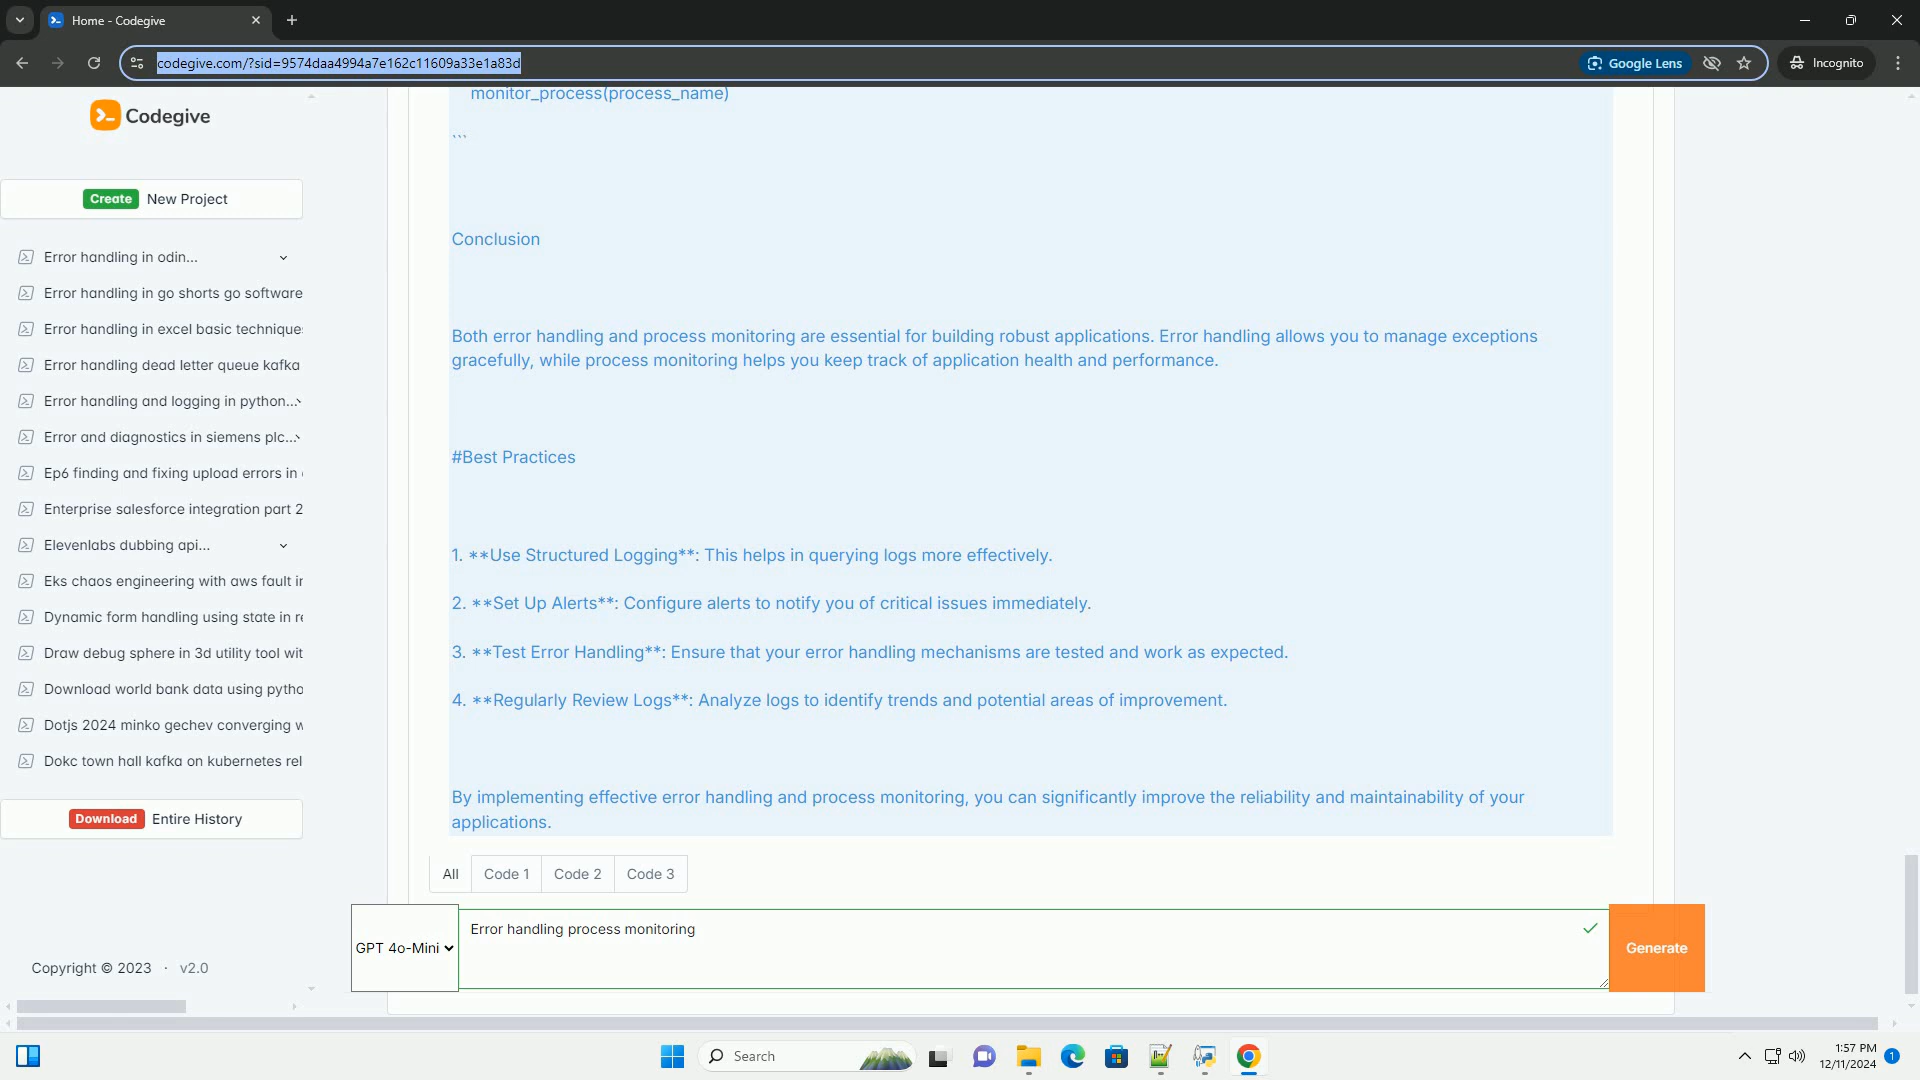 Home - Codegive
codegive.com/?sid=9574daa4994a7e162c11609a33e1a83d
Google Lens
Incognito
Codegive
Create New Project
Error handling in odin...
Error handling in go shorts go software
Error handling in excel basic technique
Error handling dead letter queue kafka
Error handling and logging in python...
Error and diagnostics in siemens plc...
Ep6 finding and fixing upload errors in
Enterprise salesforce integration part 2
Elevenlabs dubbing api...
Eks chaos engineering with aws fault
Dynamic form handling using state in
Draw debug sphere in 3d utility tool wit
Download world bank data using pytho
Dotjs 2024 minko gechev converging
Dokc town hall kafka on kubernetes rel
Download Entire History
Copyright © 2023 · v2.0
monitor_process(process_name)
```
Conclusion
Both error handling and process monitoring are essential for building robust applications. Error handling allows you to manage exceptions
gracefully, while process monitoring helps you keep track of application health and performance.
#Best Practices
1. **Use Structured Logging**: This helps in querying logs more effectively.
2. **Set Up Alerts**: Configure alerts to notify you of critical issues immediately.
3. **Test Error Handling**: Ensure that your error handling mechanisms are tested and work as expected.
4. **Regularly Review Logs**: Analyze logs to identify trends and potential areas of improvement.
By implementing effective error handling and process monitoring, you can significantly improve the reliability and maintainability of your
applications.
All Code 1 Code 2 Code 3
GPT 4o-Mini
Error handling process monitoring
Generate
Search
1:57 PM
12/11/2024
1